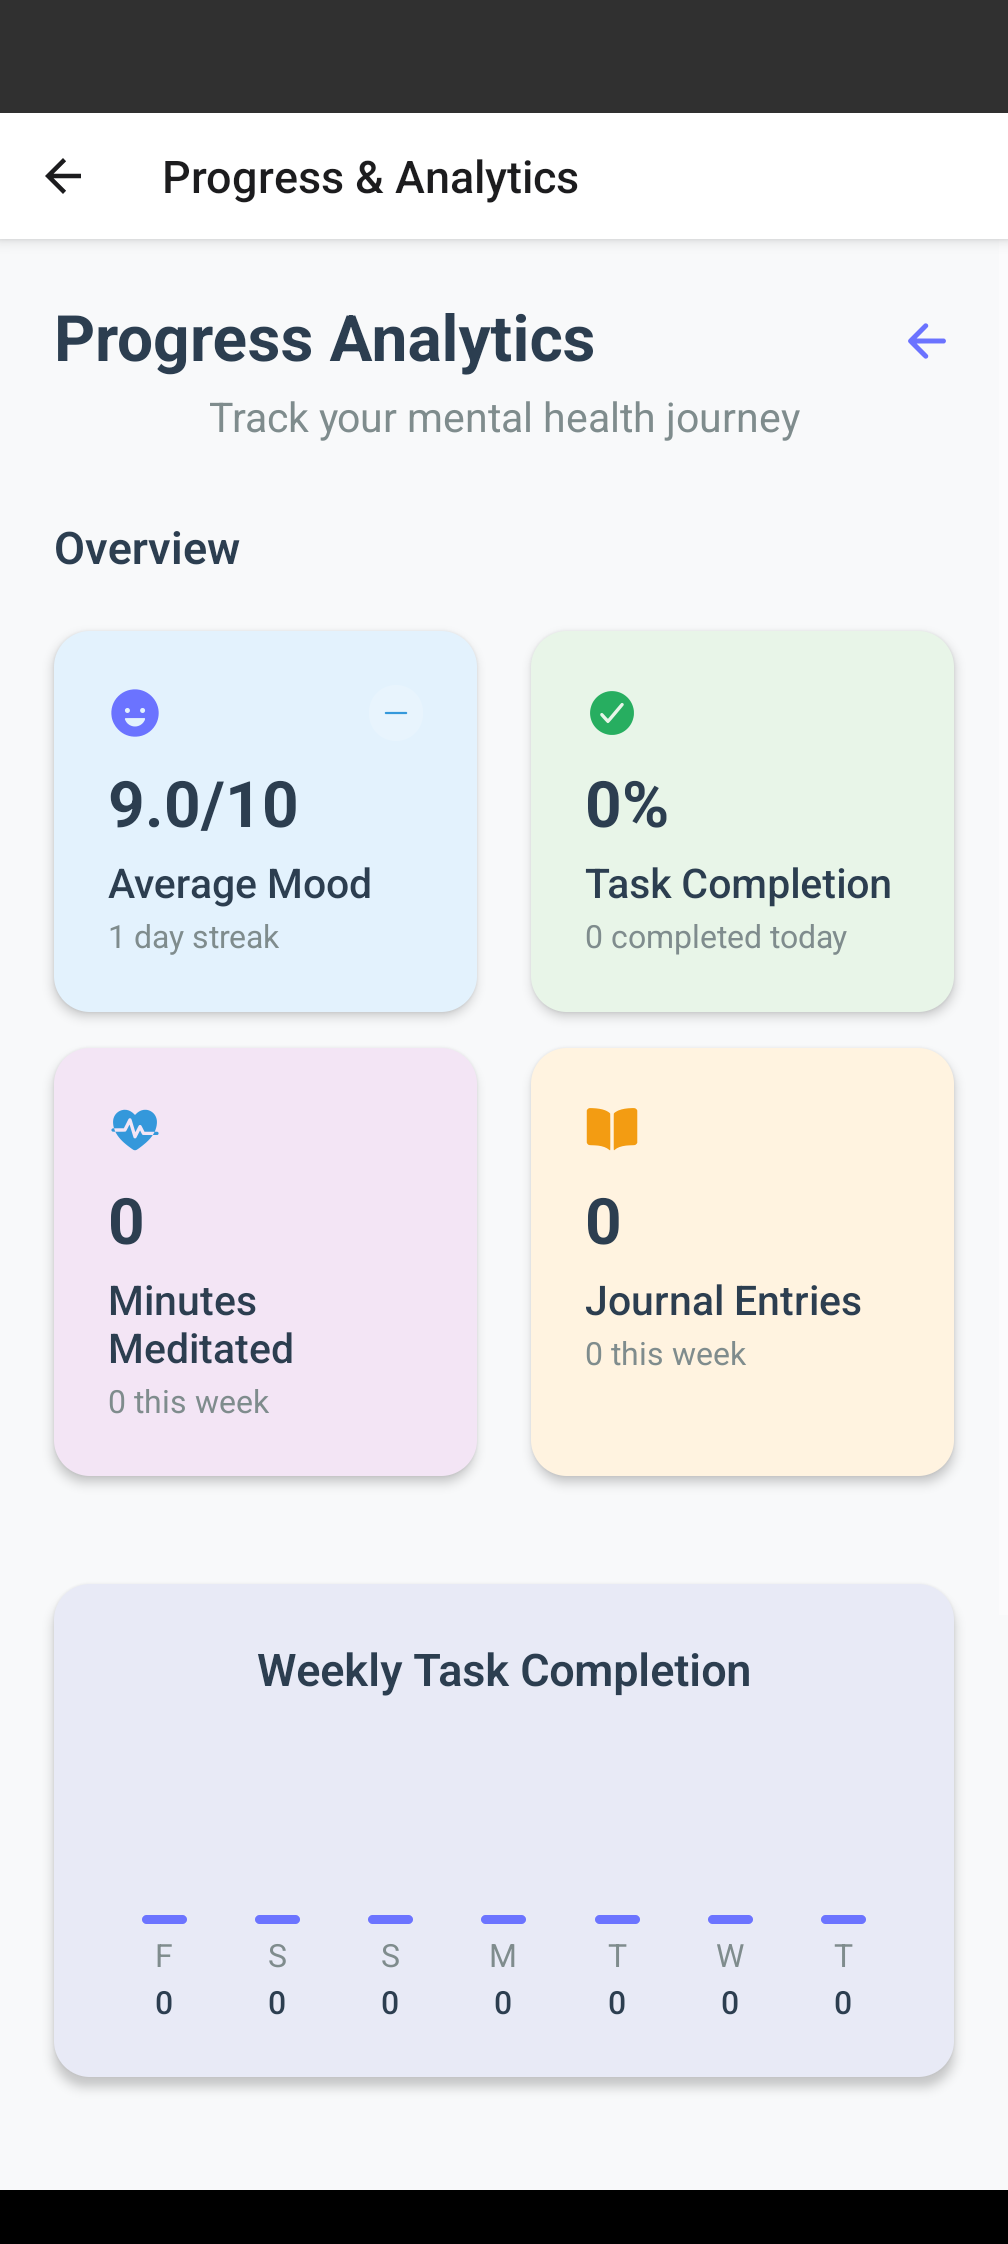 Progress & Analytics
Progress Analytics
Track your mental health journey
Overview
9.0/10
Average Mood
1 day streak
0%
Task Completion
0 completed today
0
Minutes
Meditated
0 this week
0
Journal Entries
0 this week
Weekly Task Completion
F S S M T W T
0 0 0 0 0 0 0